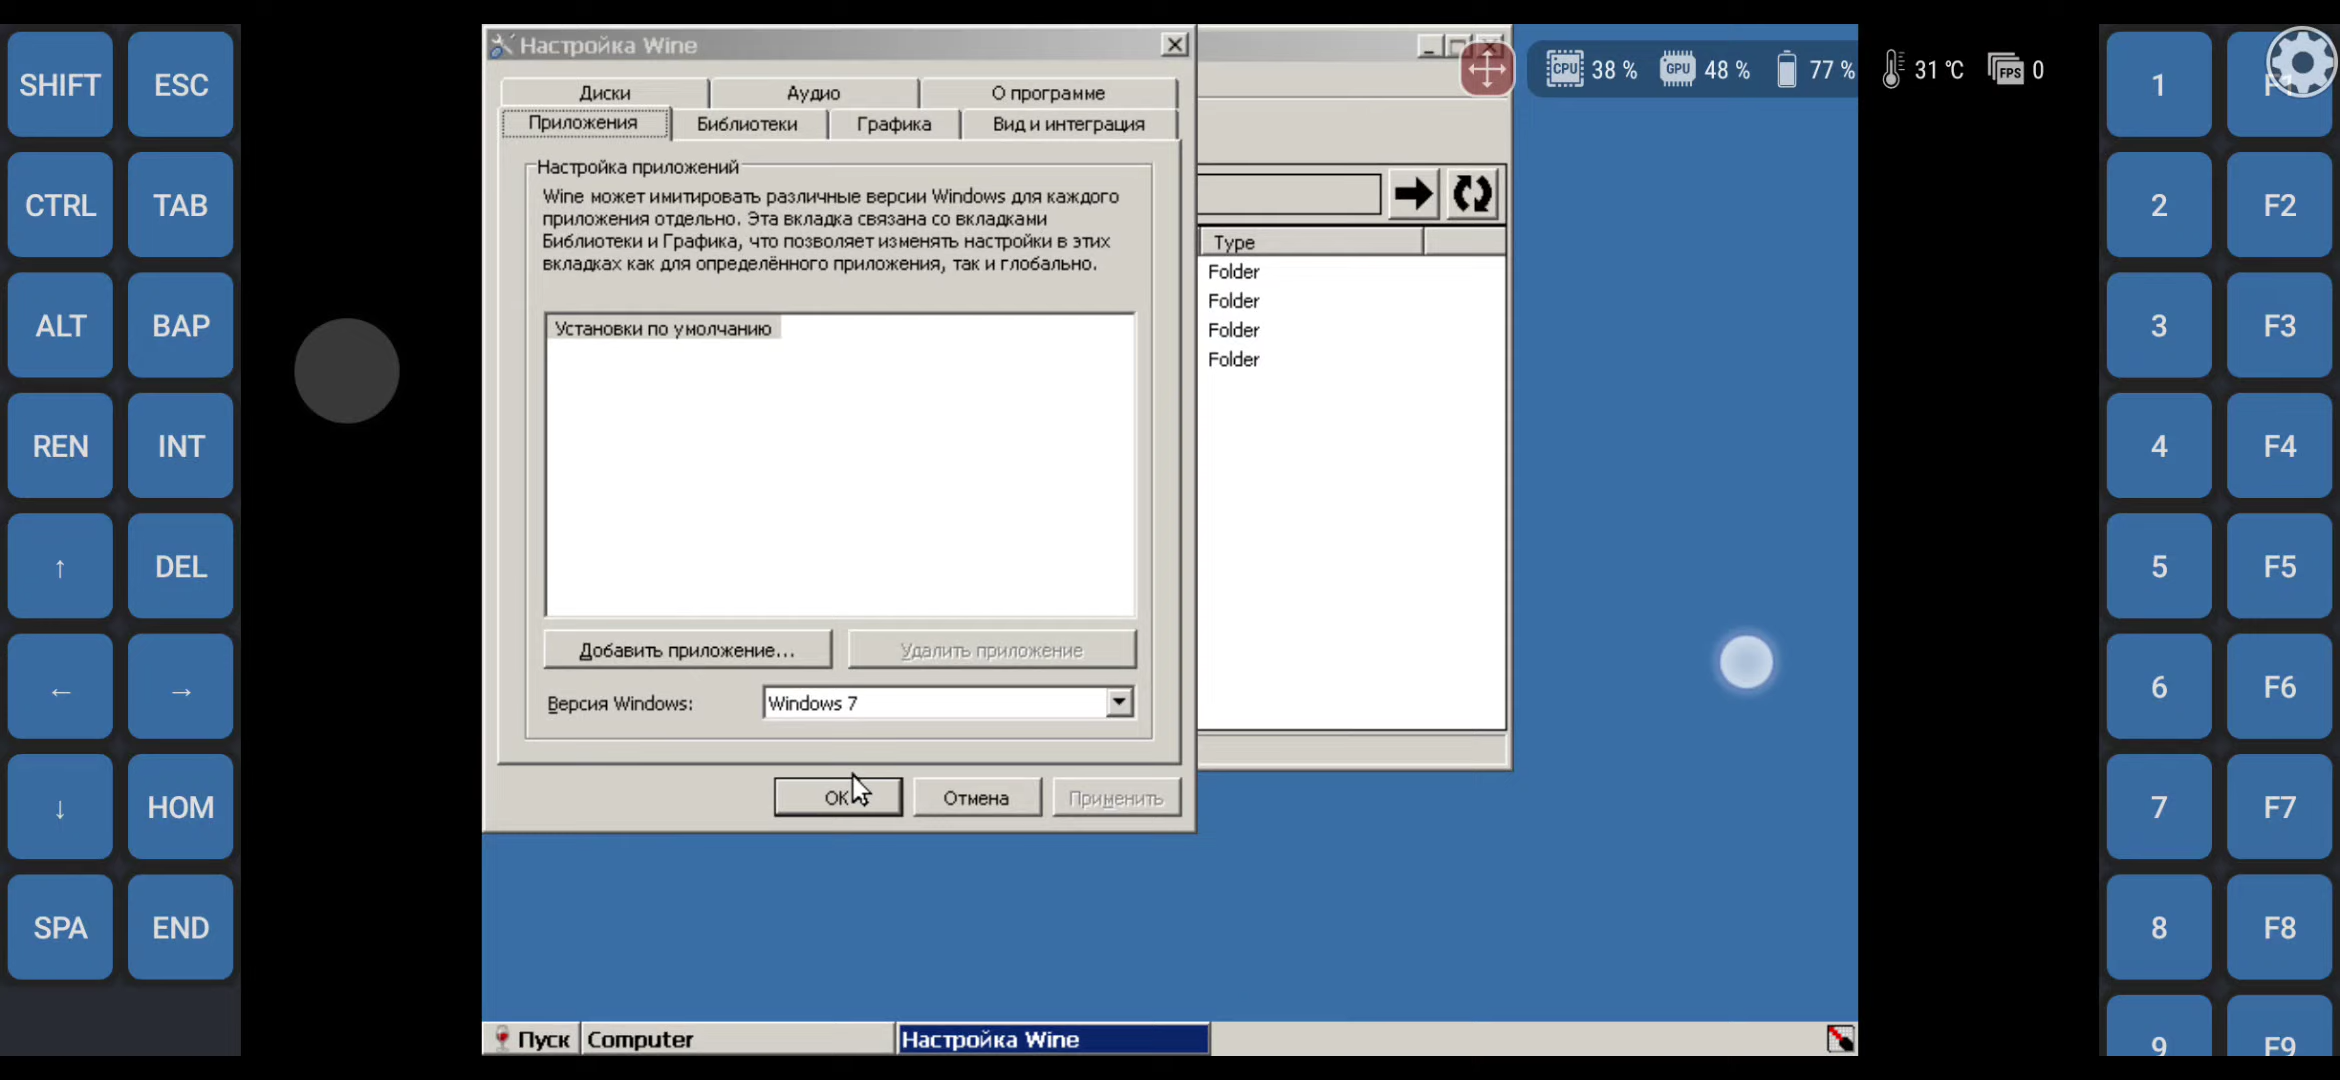 SHIFT
ESC
CTRL
TAB
ALT
BAP
REN
INT
↑
DEL
←
→
↓
HOM
SPA
END
Настройка Wine
Диски
Аудио
О программе
Приложения
Библиотеки
Графика
Вид и интеграция
Настройка приложений
Wine может имитировать различные версии Windows для каждого
приложения отдельно. Эта вкладка связана со вкладками
Библиотеки и Графика, что позволяет изменять настройки в этих
вкладках как для определённого приложения, так и глобально.
Установки по умолчанию
Добавить приложение...
Удалить приложение
Версия Windows:
Windows 7
OK
Отмена
Применить
Type
Folder
Folder
Folder
Folder
CPU 38 %
GPU 48 %
77 %
31 ℃
FPS 0
Пуск
Computer
Настройка Wine
1
F1
2
F2
3
F3
4
F4
5
F5
6
F6
7
F7
8
F8
9
F9